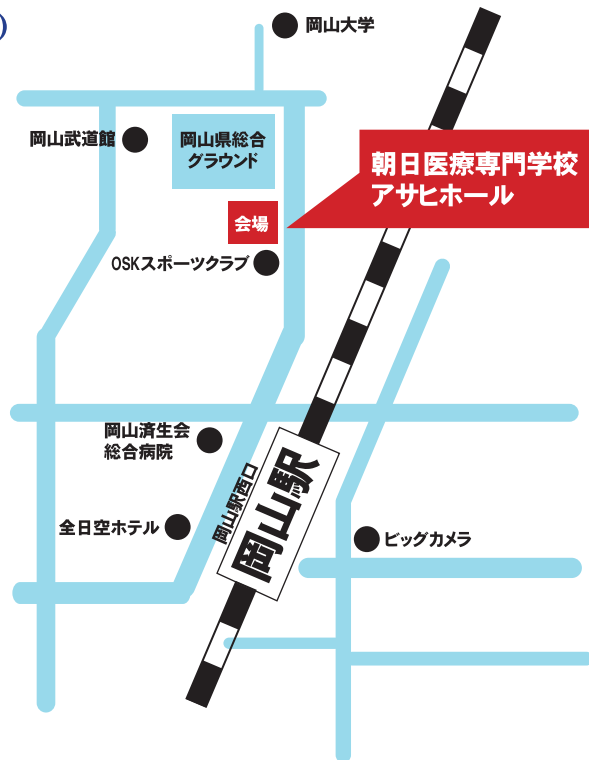 )
岡山大学
岡山武道館
岡山県総合
グラウンド
朝日医療専門学校
アサヒホール
会場
OSKスポーツクラブ
岡山済生会
総合病院
岡山駅西口
岡山駅
全日空ホテル
ビッグカメラ